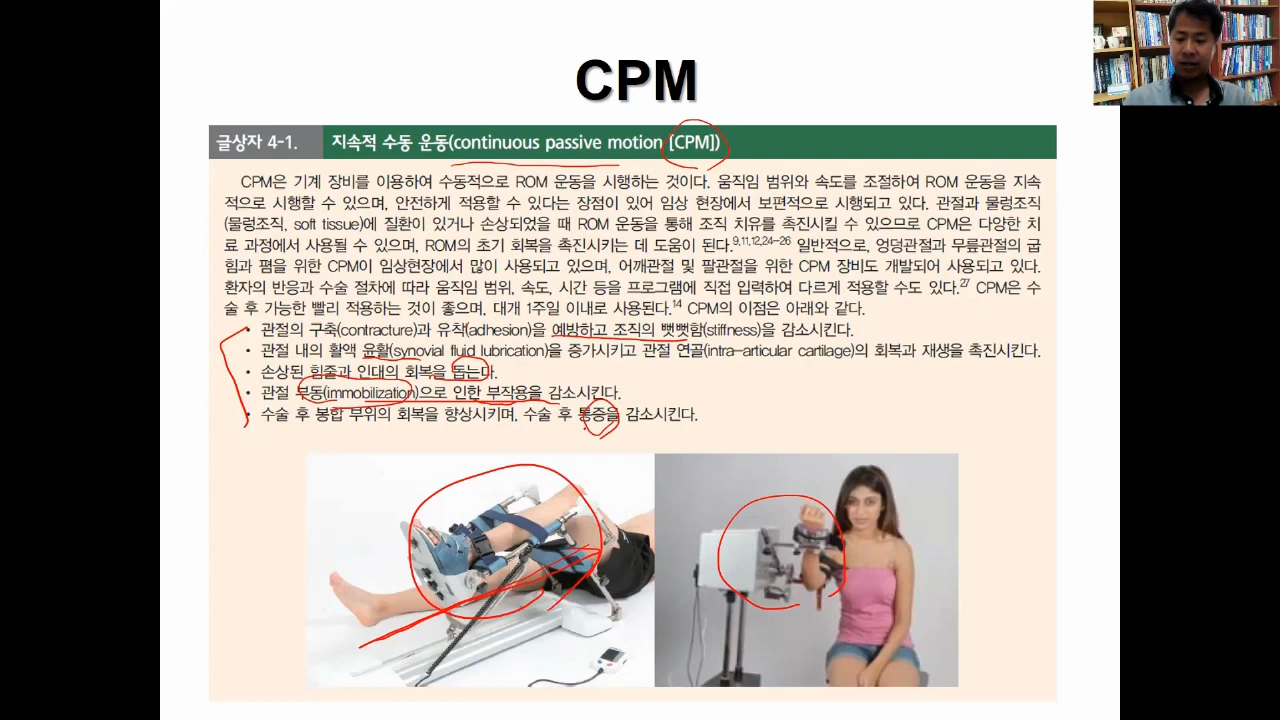 CPM
글상자 4-1. 지속적 수동 운동(continuous passive motion [CPM])
CPM은 기계 장비를 이용하여 수동적으로 ROM 운동을 시행하는 것이다. 움직임 범위와 속도를 조절하여 ROM 운동을 지속
적으로 시행할 수 있으며, 안전하게 적용할 수 있다는 장점이 있어 임상 현장에서 보편적으로 시행되고 있다. 관절과 물렁조직
(물렁조직, soft tissue)에 질환이 있거나 손상되었을 때 ROM 운동을 통해 조직 치유를 촉진시킬 수 있으므로 CPM은 다양한 치
료 과정에서 사용될 수 있으며, ROM의 초기 회복을 촉진시키는 데 도움이 된다.9,11,12,24-26 일반적으로, 엉덩관절과 무릎관절의 굽
힘과 폄을 위한 CPM이 임상현장에서 많이 사용되고 있으며, 어깨관절 및 팔관절을 위한 CPM 장비도 개발되어 사용되고 있다.
환자의 반응과 수술 절차에 따라 움직임 범위, 속도, 시간 등을 프로그램에 직접 입력하여 다르게 적용할 수도 있다.27 CPM은 수
술 후 가능한 빨리 적용하는 것이 좋으며, 대개 1주일 이내로 사용된다.14 CPM의 이점은 아래와 같다.
• 관절의 구축(contracture)과 유착(adhesion)을 예방하고 조직의 뻣뻣함(stiffness)을 감소시킨다.
• 관절 내의 활액 윤활(synovial fluid lubrication)을 증가시키고 관절 연골(intra-articular cartilage)의 회복과 재생을 촉진시킨다.
• 손상된 힘줄과 인대의 회복을 돕는다.
• 관절 부동(immobilization)으로 인한 부작용을 감소시킨다.
• 수술 후 봉합 부위의 회복을 향상시키며, 수술 후 통증을 감소시킨다.